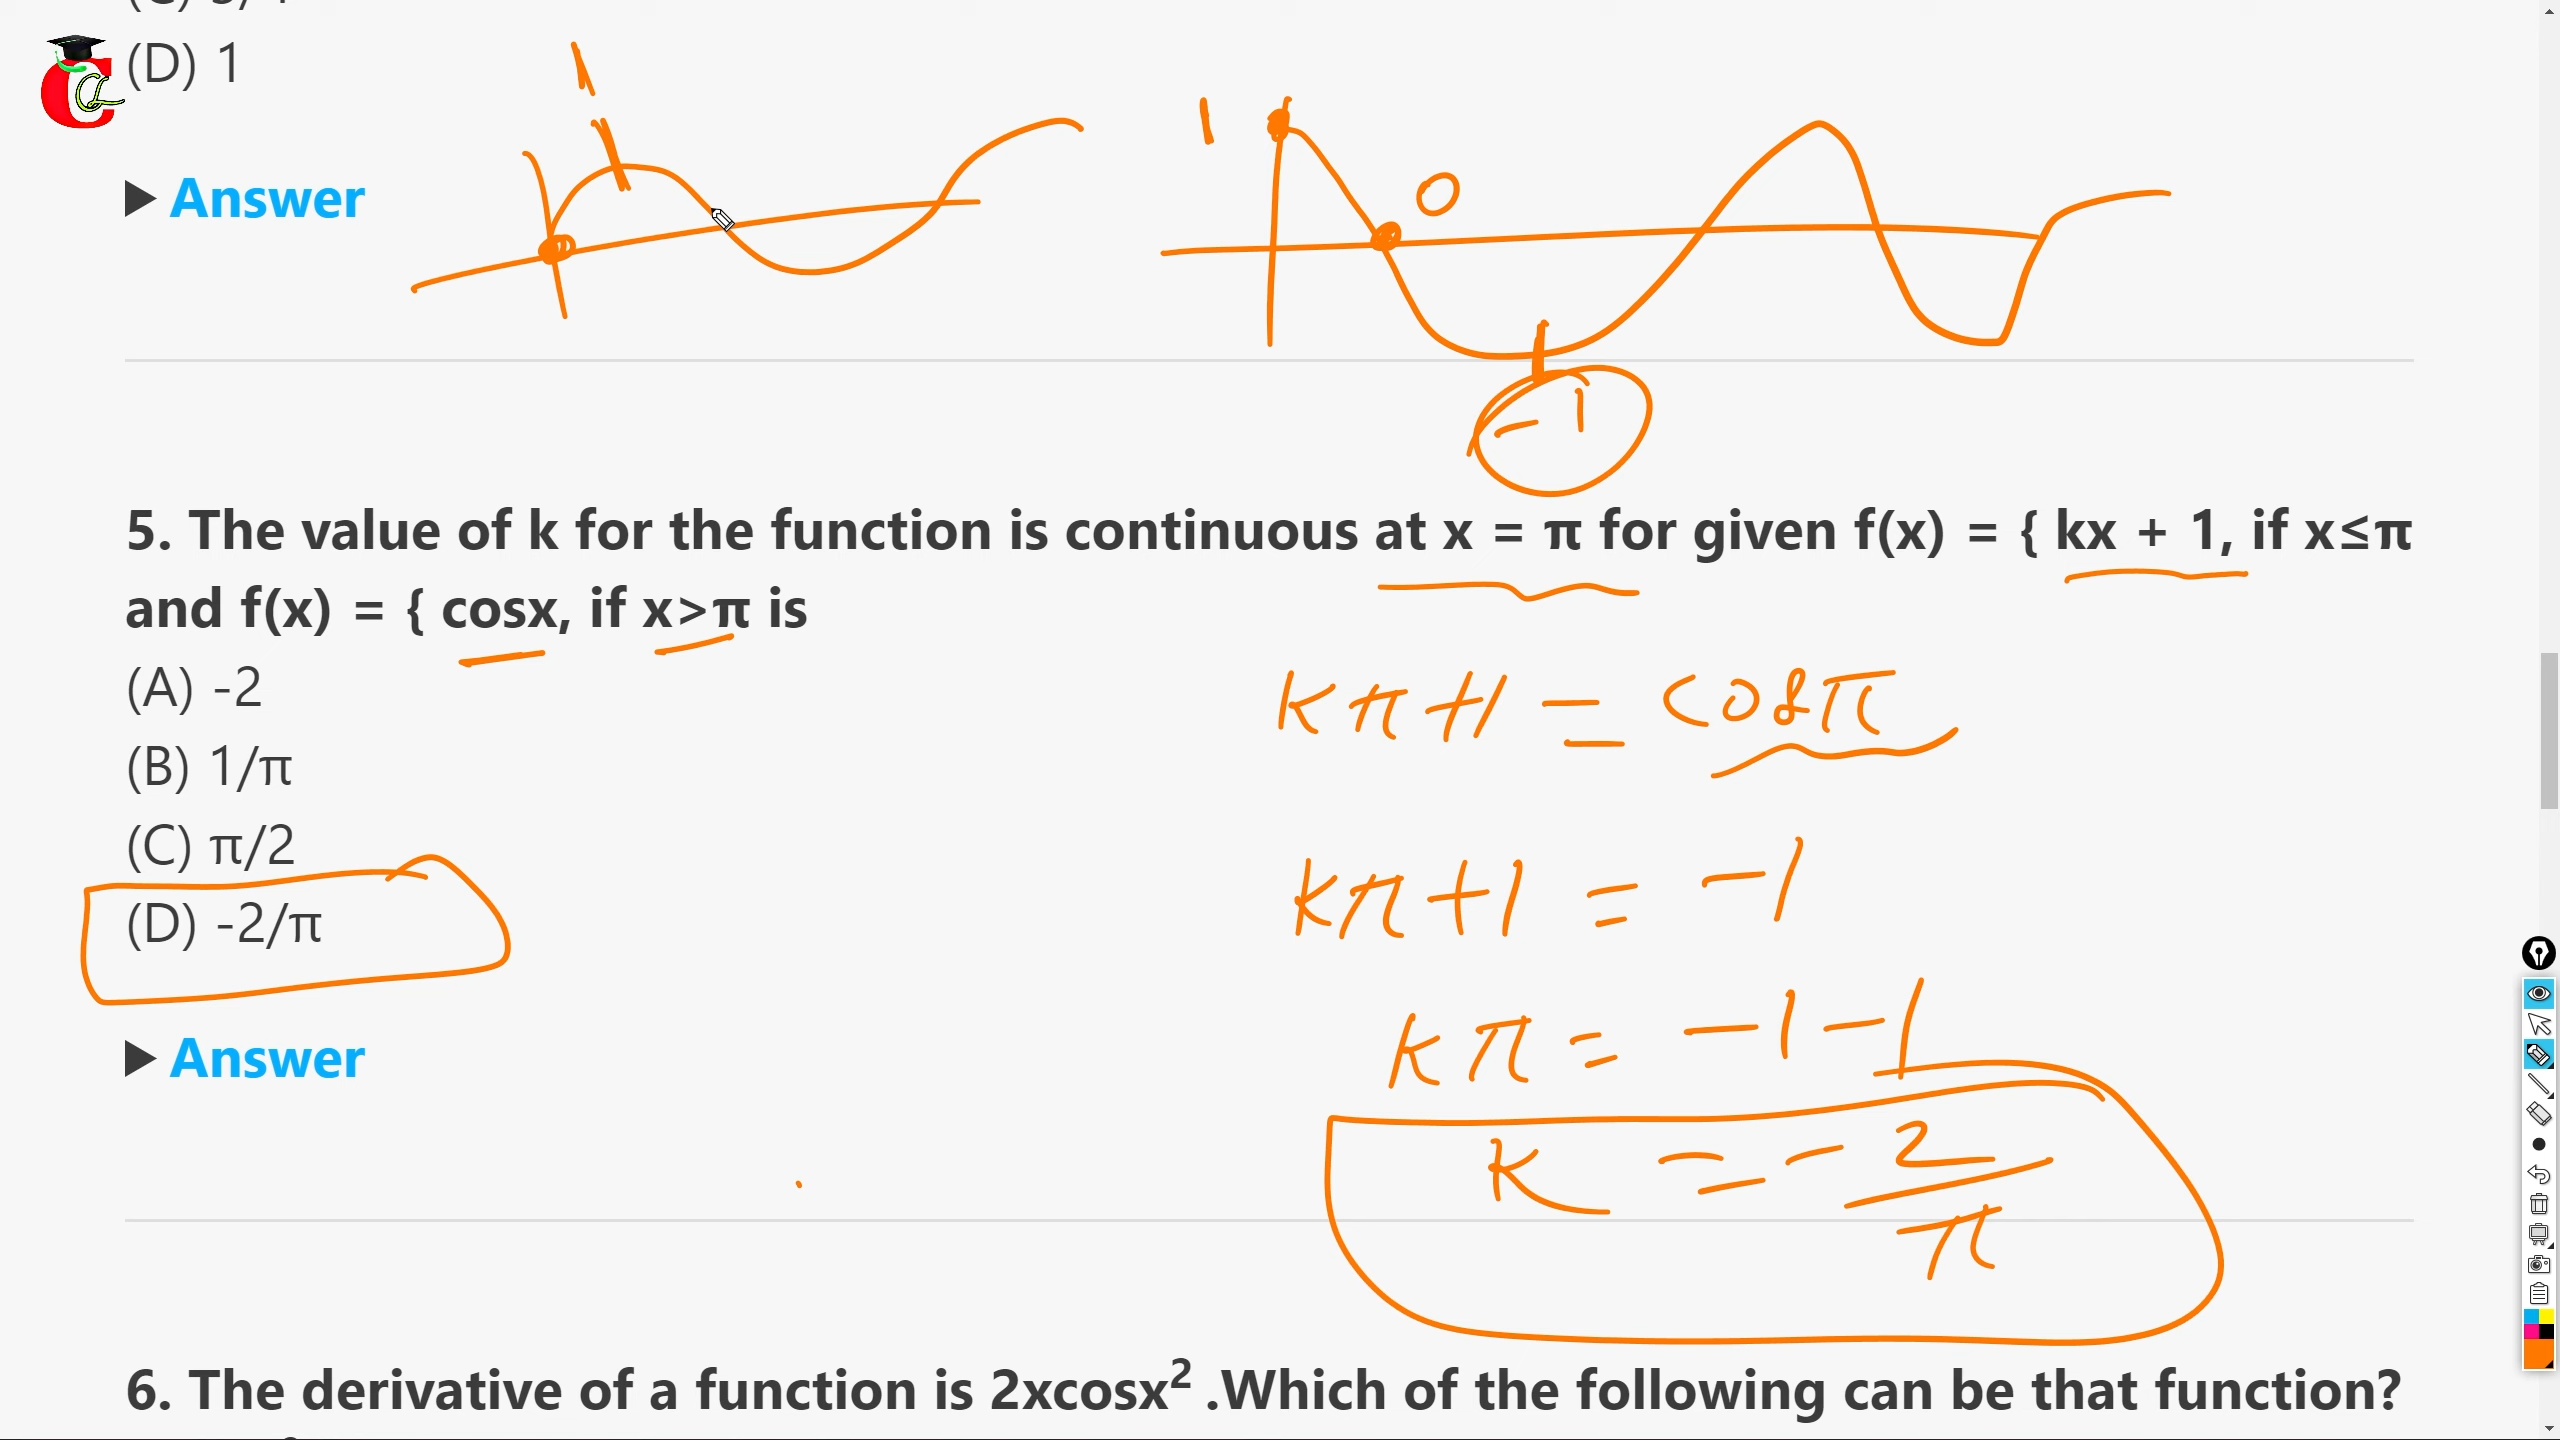 (D) 1
1
1
0
Answer
-1
5. The value of k for the function is continuous at x = π for given f(x) = { kx + 1, if x≤π
and f(x) = { cosx, if x>π is
(A) -2
kπ+1 = cosπ
(B) 1/π
(C) π/2
kπ+1 = -1
(D) -2/π
kπ = -1-1
Answer
k = -2/π
6. The derivative of a function is 2xcosx² .Which of the following can be that function?